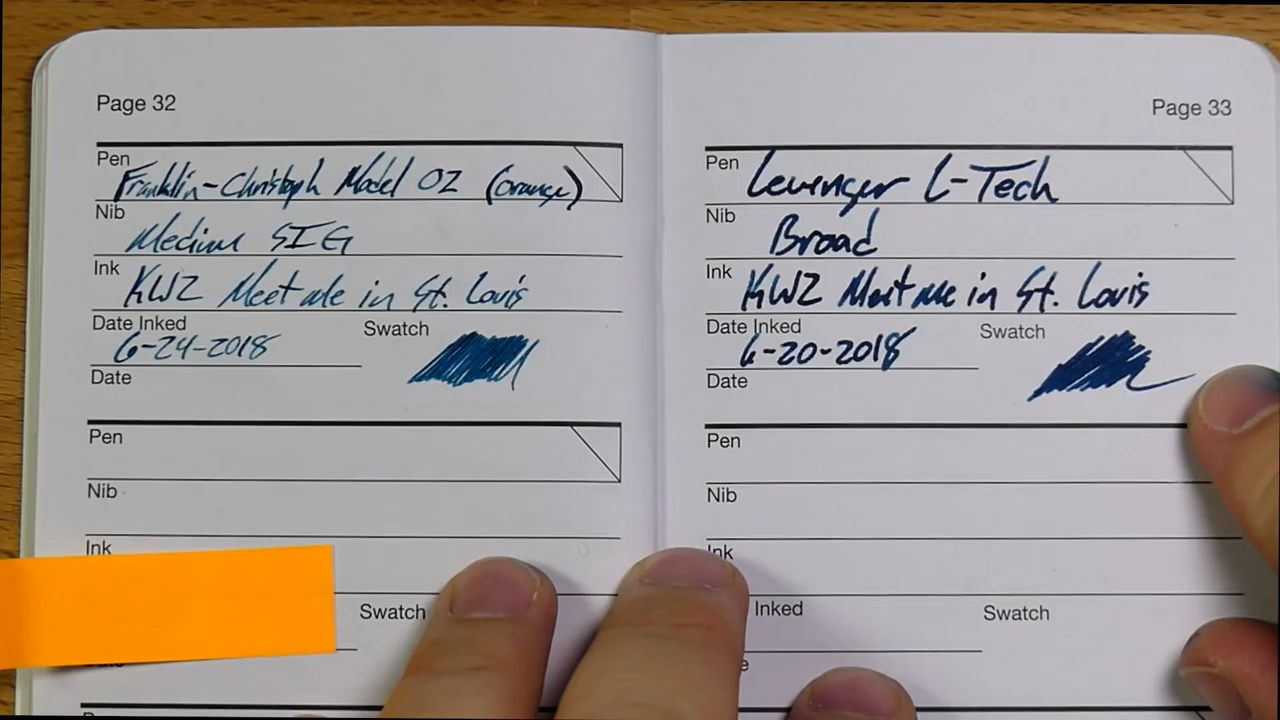 Page 32
Pen Franklin-Christoph Model 02 (orange)
Nib Medium SIG
Ink KWZ Meet me in St. Louis
Date Inked Swatch
6-24-2018
Date
Pen
Nib
Ink
Swatch
Page 33
Pen Levenger L-Tech
Nib Broad
Ink KWZ Meet me in St. Louis
Date Inked Swatch
6-20-2018
Date
Pen
Nib
Ink
Inked Swatch